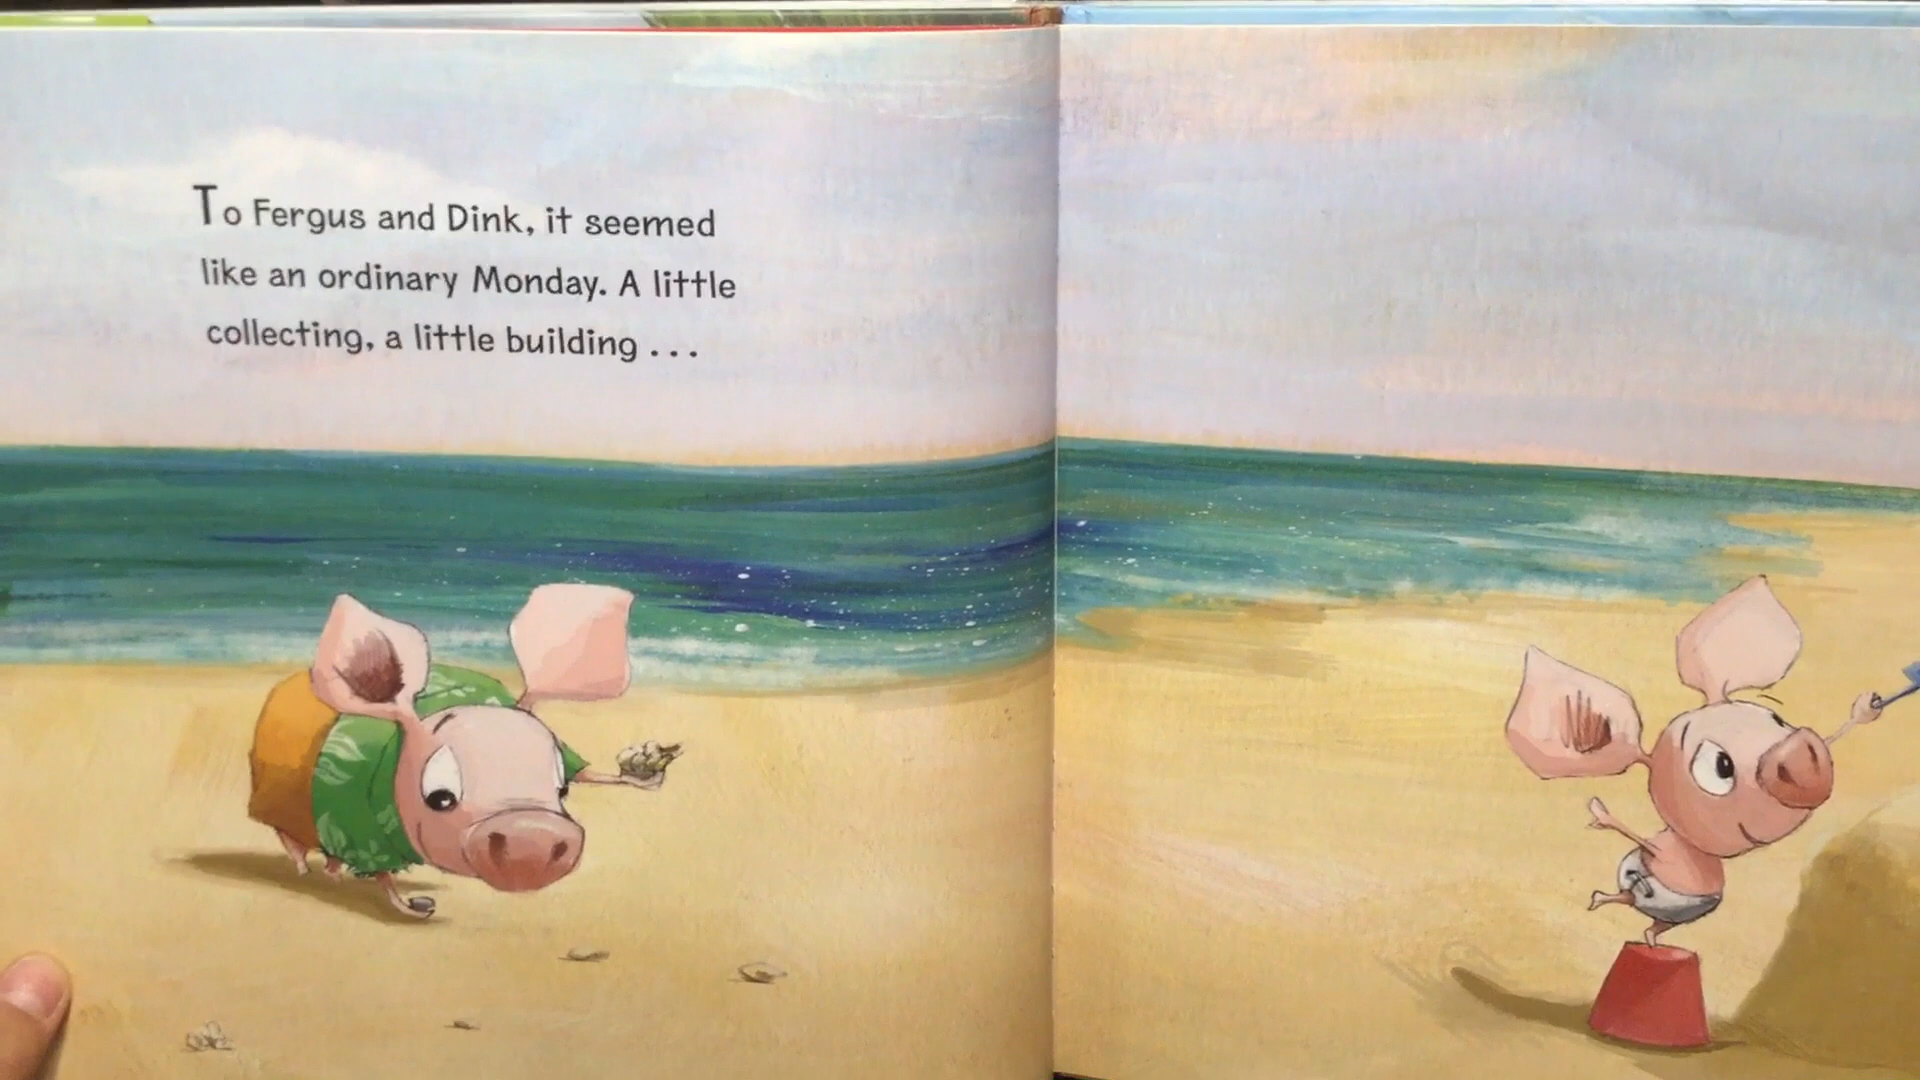 To Fergus and Dink, it seemed
like an ordinary Monday. A little
collecting, a little building . . .